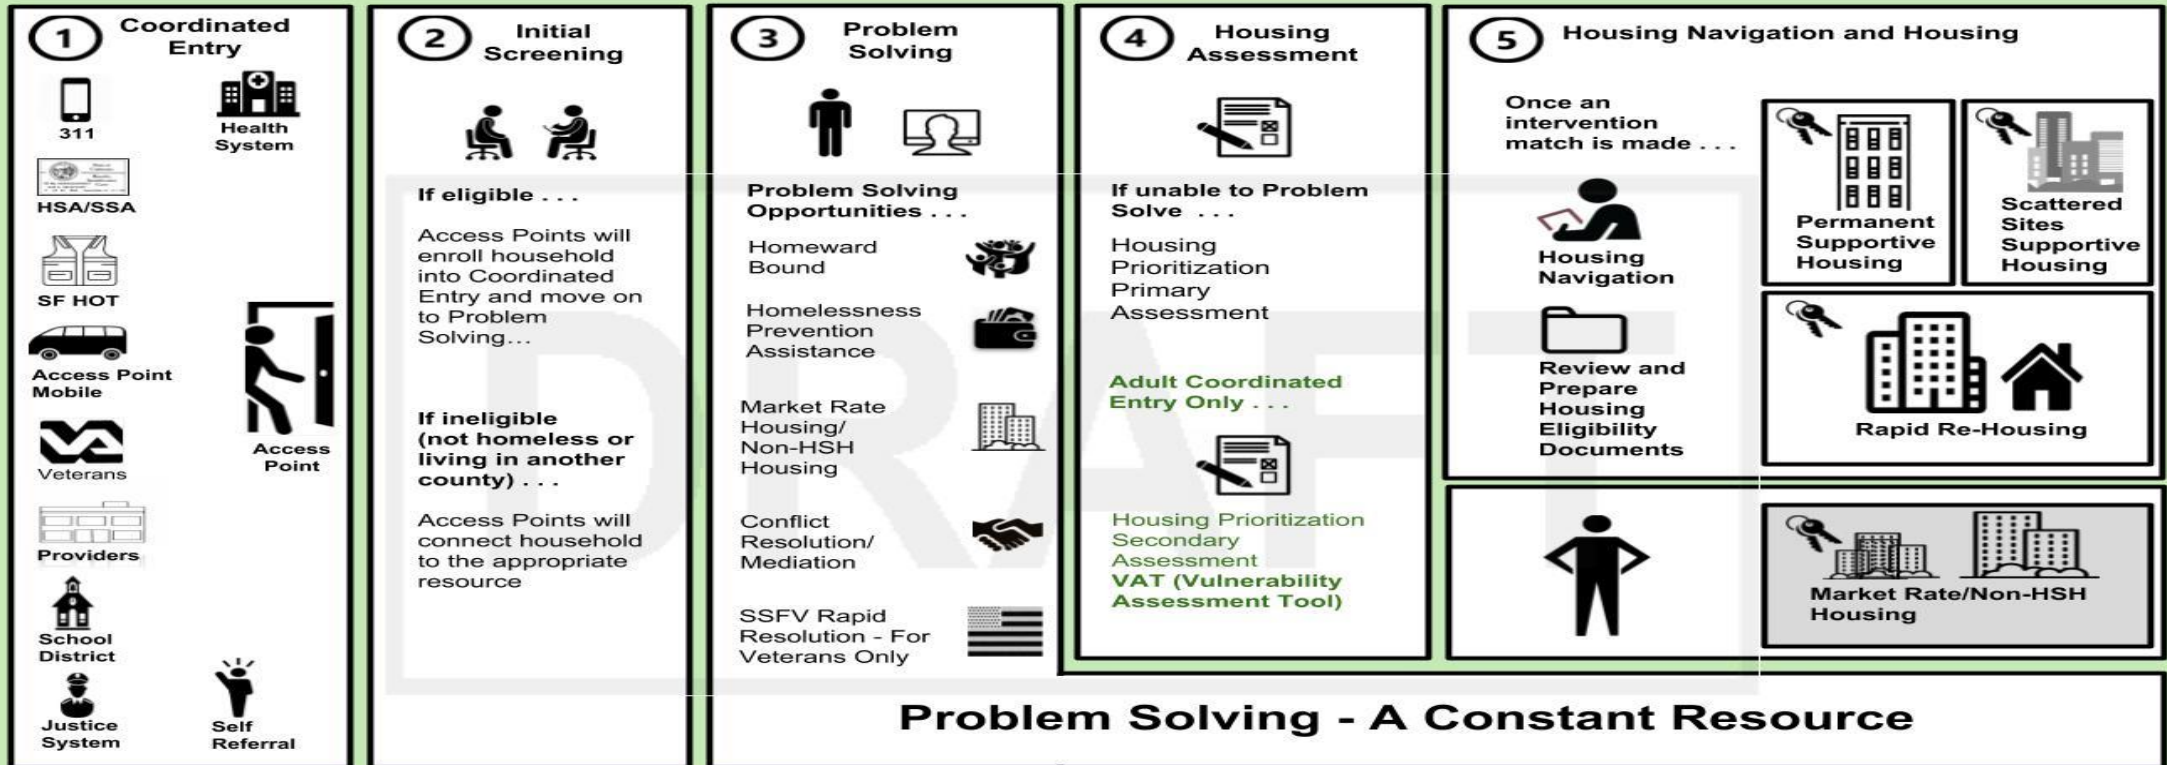 1
Coordinated
Entry
311
Health
System
HSA/SSA
SF HOT
Access Point
Mobile
Veterans
Access
Point
Providers
School
District
Justice
System
Self
Referral
2
Initial
Screening
If eligible . . .
Access Points will
enroll household
into Coordinated
Entry and move on
to Problem
Solving...
If ineligible
(not homeless or
living in another
county) . . .
Access Points will
connect household
to the appropriate
resource
3
Problem
Solving
Problem Solving
Opportunities . . .
Homeward
Bound
Homelessness
Prevention
Assistance
Market Rate
Housing/
Non-HSH
Housing
Conflict
Resolution/
Mediation
SSFV Rapid
Resolution - For
Veterans Only
4
Housing
Assessment
If unable to Problem
Solve . . .
Housing
Prioritization
Primary
Assessment
Adult Coordinated
Entry Only . . .
Housing Prioritization
Secondary
Assessment
VAT (Vulnerability
Assessment Tool)
5
Housing Navigation and Housing
Once an
intervention
match is made . . .
Housing
Navigation
Review and
Prepare
Housing
Eligibility
Documents
Permanent
Supportive
Housing
Scattered
Sites
Supportive
Housing
Rapid Re-Housing
Market Rate/Non-HSH
Housing
Problem Solving - A Constant Resource
DRAFT